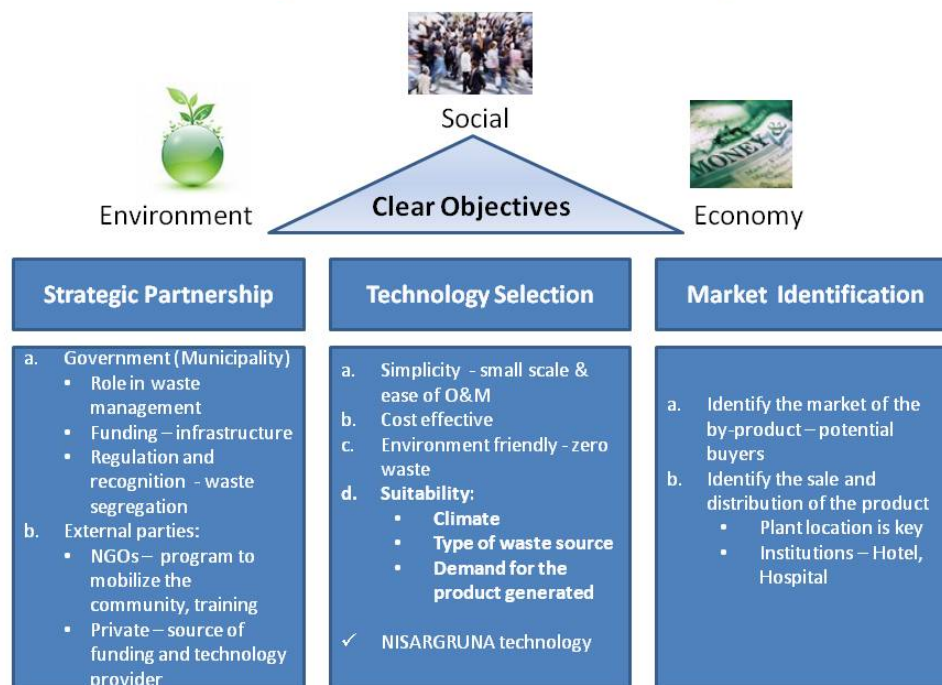 Social
MONEY
Environment
Clear Objectives
Economy
Strategic Partnership
a. Government (Municipality)
• Role in waste
management
• Funding – infrastructure
• Regulation and
recognition - waste
segregation
b. External parties:
• NGOs – program to
mobilize the
community, training
• Private – source of
funding and technology
provider
Technology Selection
a. Simplicity - small scale &
ease of O&M
b. Cost effective
c. Environment friendly - zero
waste
d. Suitability:
• Climate
• Type of waste source
• Demand for the
product generated
✓ NISARGRUNA technology
Market Identification
a. Identify the market of the
by-product – potential
buyers
b. Identify the sale and
distribution of the product
• Plant location is key
• Institutions – Hotel,
Hospital